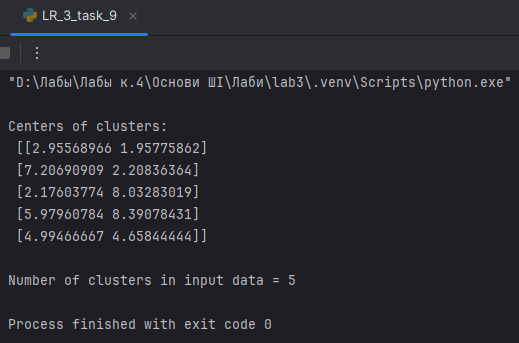 LR_3_task_9
"D:\Лабы\Лабы к.4\Основи ШІ\Лаби\lab3\.venv\Scripts\python.exe"
Centers of clusters:
[[2.95568966 1.95775862]
[7.20690909 2.20836364]
[2.17603774 8.03283019]
[5.97960784 8.39078431]
[4.99466667 4.65844444]]
Number of clusters in input data = 5
Process finished with exit code 0